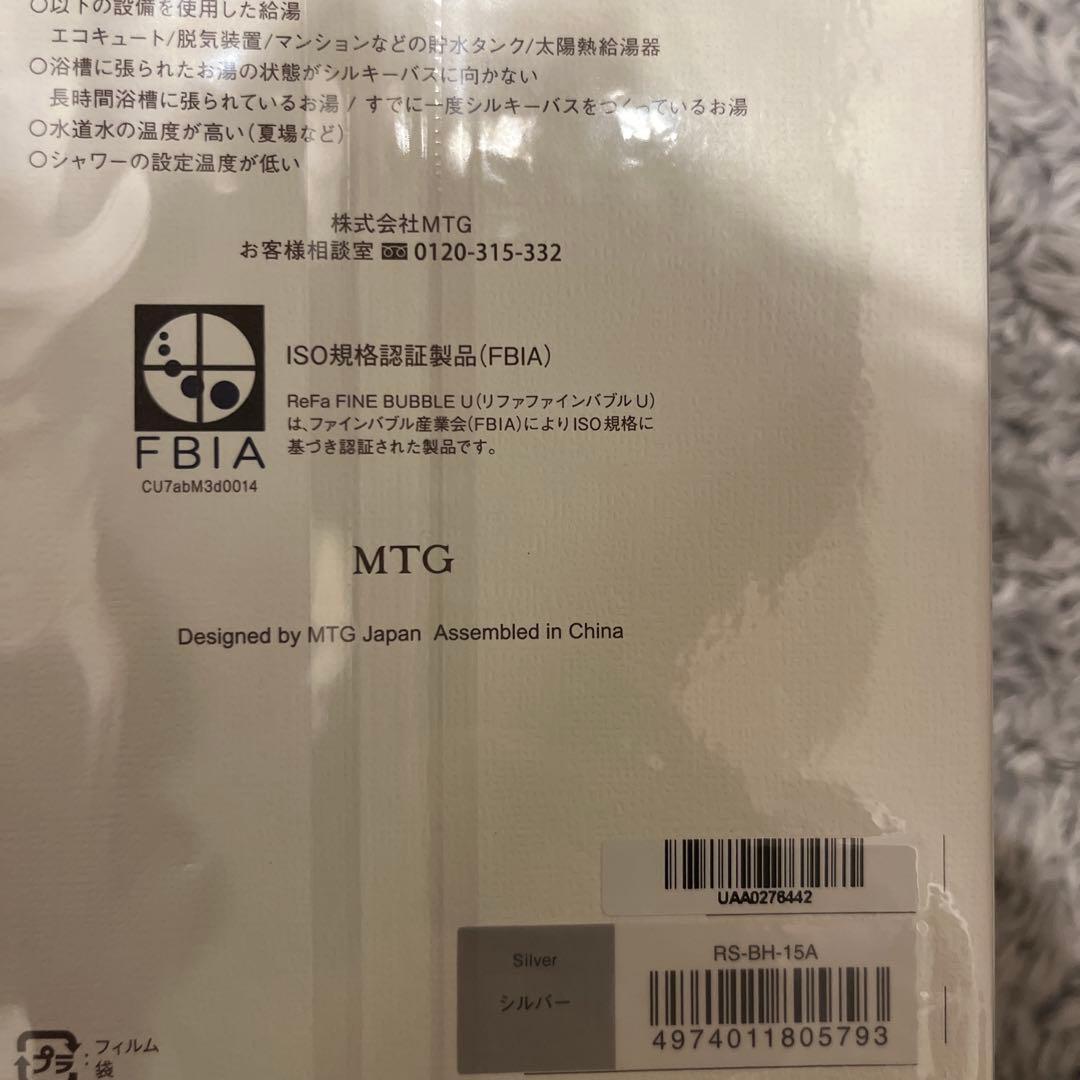 ○以下の設備を使用した給湯
エコキュート/脱気装置/マンションなどの貯水タンク/太陽熱給湯器
○浴槽に張られたお湯の状態がシルキーバスに向かない
長時間浴槽に張られているお湯 / すでに一度シルキーバスをつくっているお湯
○水道水の温度が高い(夏場など)
○シャワーの設定温度が低い
株式会社MTG
お客様相談室 0120-315-332
FBIA
CU7abM3d0014
ISO規格認証製品(FBIA)
ReFa FINE BUBBLE U(リファファインバブルU)
は、ファインバブル産業会(FBIA)によりISO規格に
基づき認証された製品です。
MTG
Designed by MTG Japan Assembled in China
UAA0276442
Silver
シルバー
RS-BH-15A
4974011805793
プラ : フィルム
袋